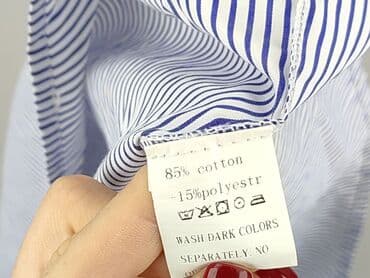 85% cotton
-15%polyestr
WASH DARK COLORS
SEPARATELY. NO